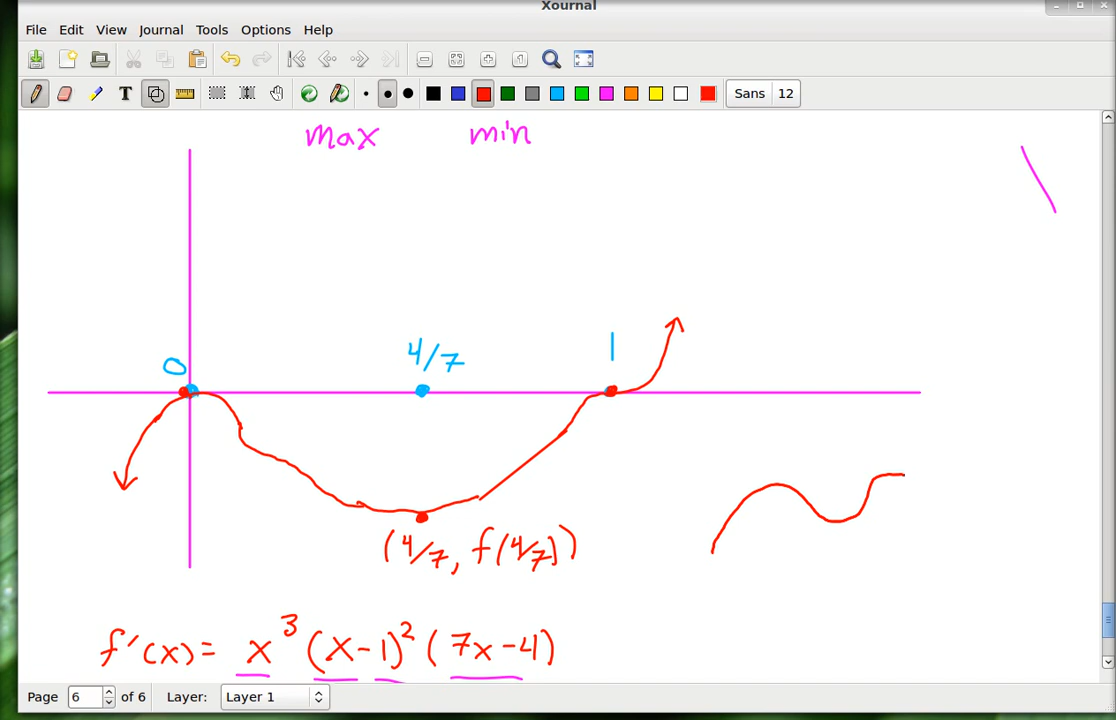 Xournal
File Edit View Journal Tools Options Help
Sans 12
max min
0 4/7 1
(4/7, f(4/7))
f'(x) = x³ (x-1)² (7x-4)
Page 6 of 6 Layer: Layer 1